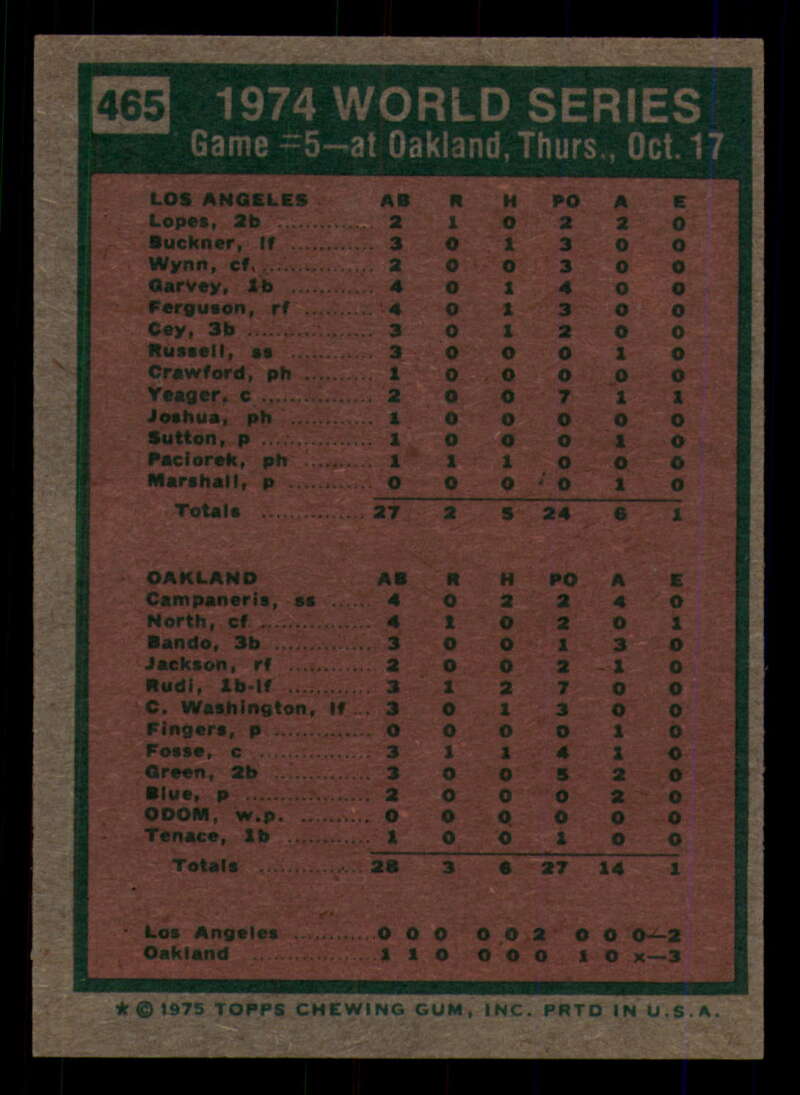 465
1974 WORLD SERIES
Game #5—at Oakland, Thurs., Oct. 17
LOS ANGELES AB R H PO A E
Lopes, 2b ............ 2 1 0 2 2 0
Buckner, lf ........... 3 0 1 3 0 0
Wynn, cf. .............. 2 0 0 3 0 0
Garvey, 1b ........... 4 0 1 4 0 0
Ferguson, rf ......... 4 0 1 3 0 0
Cey, 3b ............... 3 0 1 2 0 0
Russell, ss ........... 3 0 0 0 1 0
Crawford, ph ......... 1 0 0 0 0 0
Yeager, c .............. 2 0 0 7 1 1
Joshua, ph ........... 1 0 0 0 0 0
Sutton, p .............. 1 0 0 0 1 0
Paciorek, ph ......... 1 1 1 0 0 0
Marshall, p ........... 0 0 0 0 1 0
Totals .............. 27 2 5 24 6 1
OAKLAND AB R H PO A E
Campaneris, ss ...... 4 0 2 2 4 0
North, cf .............. 4 1 0 2 0 1
Bando, 3b ............ 3 0 0 1 3 0
Jackson, rf ........... 2 0 0 2 1 0
Rudi, 1b-lf ........... 3 1 2 7 0 0
C. Washington, lf .. 3 0 1 3 0 0
Fingers, p ............. 0 0 0 0 1 0
Fosse, c ............... 3 1 1 4 1 0
Green, 2b ............. 3 0 0 5 2 0
Blue, p ................. 2 0 0 0 2 0
ODOM, w.p. .......... 0 0 0 0 0 0
Tenace, 1b ............ 1 0 0 1 0 0
Totals .............. 28 3 6 27 14 1
Los Angeles ............ 0 0 0 0 0 2 0 0 0—2
Oakland ................. 1 1 0 0 0 0 1 0 x—3
★ © 1975 TOPPS CHEWING GUM, INC. PRTD IN U.S.A.